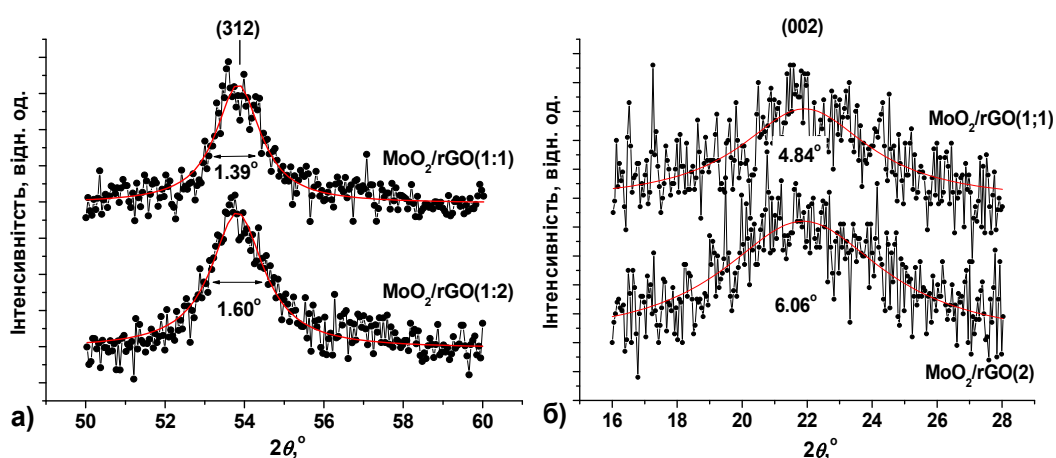 (312)
Інтенсивнітсть, відн. од.
MoO2/rGO(1:1)
1.39°
MoO2/rGO(1:2)
1.60°
а)
50 52 54 56 58 60
2θ,°
(002)
Інтенсивність, відн. од.
MoO2/rGO(1;1)
4.84°
6.06°
MoO2/rGO(2)
б)
16 18 20 22 24 26 28
2θ,°